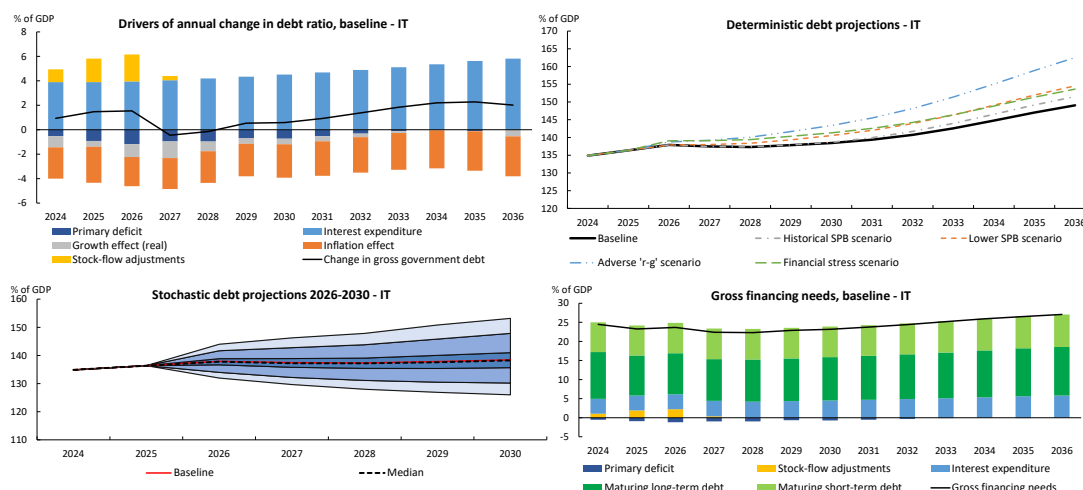 % of GDP
Drivers of annual change in debt ratio, baseline - IT
8
6
4
2
0
-2
-4
-6
2024 2025 2026 2027 2028 2029 2030 2031 2032 2033 2034 2035 2036
Primary deficit Interest expenditure
Growth effect (real) Inflation effect
Stock-flow adjustments Change in gross government debt
% of GDP
Deterministic debt projections - IT
170
165
160
155
150
145
140
135
130
125
120
2024 2025 2026 2027 2028 2029 2030 2031 2032 2033 2034 2035 2036
Baseline Historical SPB scenario Lower SPB scenario
Adverse 'r-g' scenario Financial stress scenario
% of GDP
Stochastic debt projections 2026-2030 - IT
160
150
140
130
120
110
2024 2025 2026 2027 2028 2029 2030
Baseline Median
% of GDP
Gross financing needs, baseline - IT
30
25
20
15
10
5
0
-5
2024 2025 2026 2027 2028 2029 2030 2031 2032 2033 2034 2035 2036
Primary deficit Stock-flow adjustments Interest expenditure
Maturing long-term debt Maturing short-term debt Gross financing needs